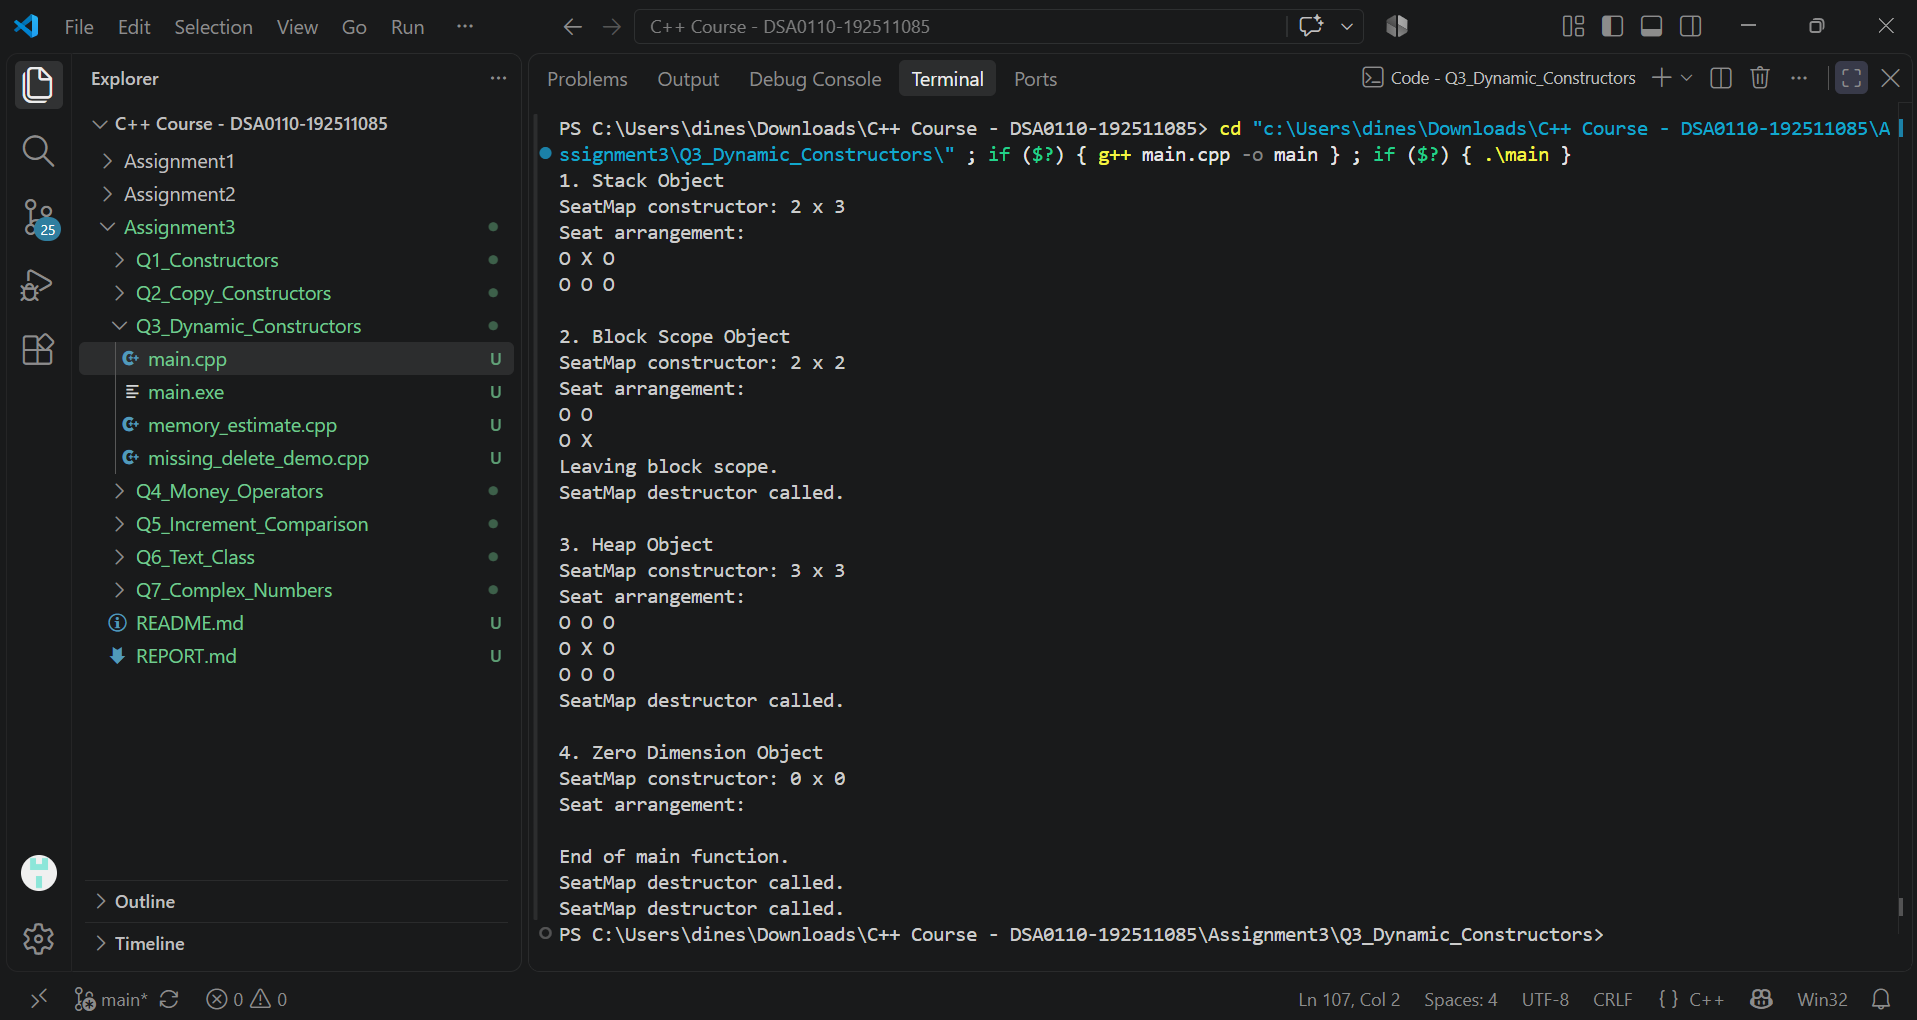 File Edit Selection View Go Run ···
C++ Course - DSA0110-192511085
Explorer
C++ Course - DSA0110-192511085
Assignment1
Assignment2
Assignment3
Q1_Constructors
Q2_Copy_Constructors
Q3_Dynamic_Constructors
main.cpp U
main.exe U
memory_estimate.cpp U
missing_delete_demo.cpp U
Q4_Money_Operators
Q5_Increment_Comparison
Q6_Text_Class
Q7_Complex_Numbers
README.md U
REPORT.md U
25
Outline
Timeline
Problems Output Debug Console Terminal Ports
Code - Q3_Dynamic_Constructors
PS C:\Users\dines\Downloads\C++ Course - DSA0110-192511085> cd "c:\Users\dines\Downloads\C++ Course - DSA0110-192511085\A
ssignment3\Q3_Dynamic_Constructors\" ; if ($?) { g++ main.cpp -o main } ; if ($?) { .\main }
1. Stack Object
SeatMap constructor: 2 x 3
Seat arrangement:
O X O
O O O
2. Block Scope Object
SeatMap constructor: 2 x 2
Seat arrangement:
O O
O X
Leaving block scope.
SeatMap destructor called.
3. Heap Object
SeatMap constructor: 3 x 3
Seat arrangement:
O O O
O X O
O O O
SeatMap destructor called.
4. Zero Dimension Object
SeatMap constructor: 0 x 0
Seat arrangement:
End of main function.
SeatMap destructor called.
SeatMap destructor called.
PS C:\Users\dines\Downloads\C++ Course - DSA0110-192511085\Assignment3\Q3_Dynamic_Constructors>
main* 0 0
Ln 107, Col 2 Spaces: 4 UTF-8 CRLF { } C++ Win32